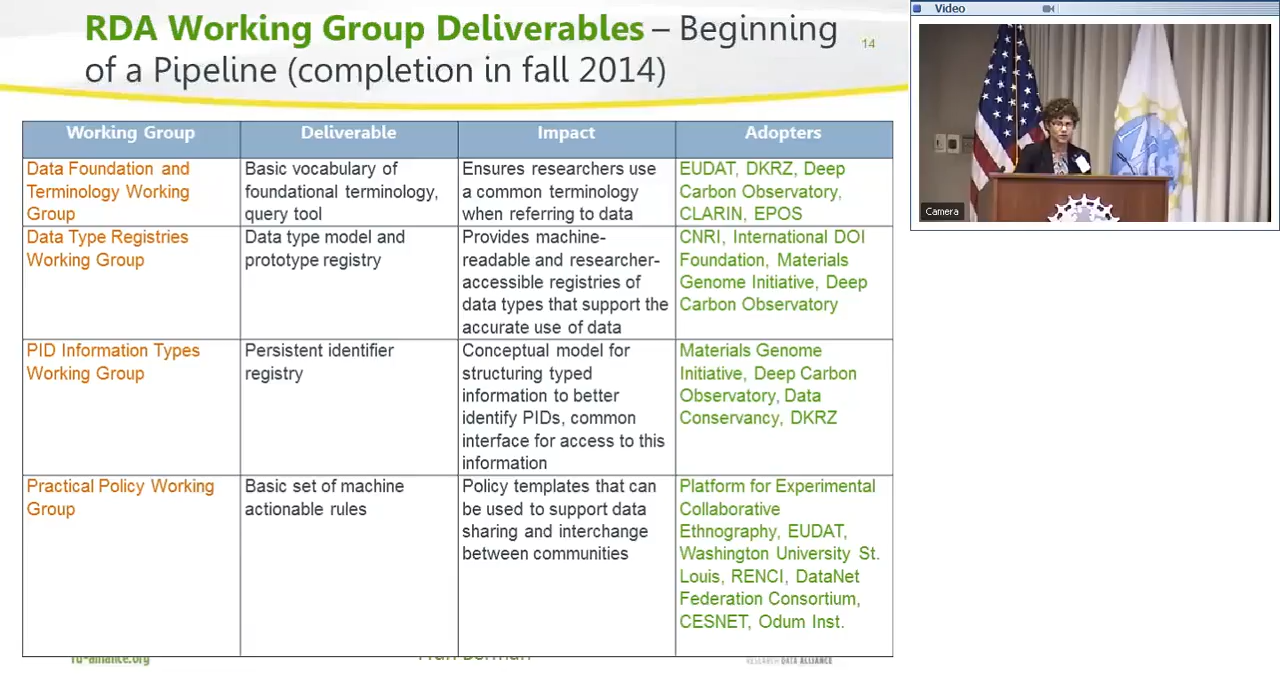 RDA Working Group Deliverables – Beginning
of a Pipeline (completion in fall 2014)
14
Working Group
Deliverable
Impact
Adopters
Data Foundation and
Terminology Working
Group
Basic vocabulary of
foundational terminology,
query tool
Ensures researchers use
a common terminology
when referring to data
EUDAT, DKRZ, Deep
Carbon Observatory,
CLARIN, EPOS
Data Type Registries
Working Group
Data type model and
prototype registry
Provides machine-
readable and researcher-
accessible registries of
data types that support the
accurate use of data
CNRI, International DOI
Foundation, Materials
Genome Initiative, Deep
Carbon Observatory
PID Information Types
Working Group
Persistent identifier
registry
Conceptual model for
structuring typed
information to better
identify PIDs, common
interface for access to this
information
Materials Genome
Initiative, Deep Carbon
Observatory, Data
Conservancy, DKRZ
Practical Policy Working
Group
Basic set of machine
actionable rules
Policy templates that can
be used to support data
sharing and interchange
between communities
Platform for Experimental
Collaborative
Ethnography, EUDAT,
Washington University St.
Louis, RENCI, DataNet
Federation Consortium,
CESNET, Odum Inst.
rd-alliance.org
Fran Berman
RESEARCH DATA ALLIANCE
Video
Camera